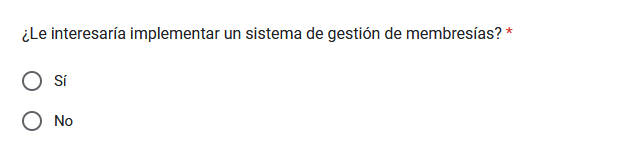 ¿Le interesaría implementar un sistema de gestión de membresías? *
Sí
No